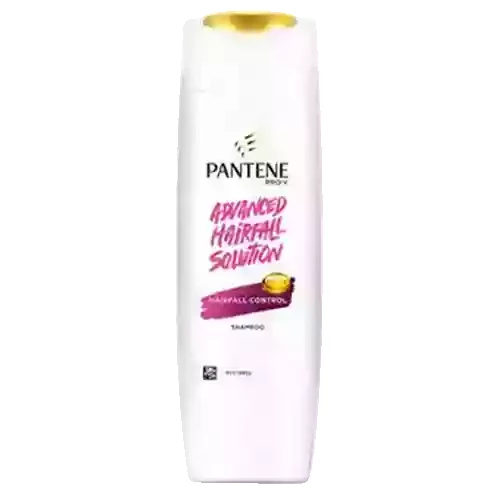 PANTENE
PRO-V
ADVANCED
HAIRFALL
SOLUTION
HAIRFALL CONTROL
SHAMPOO